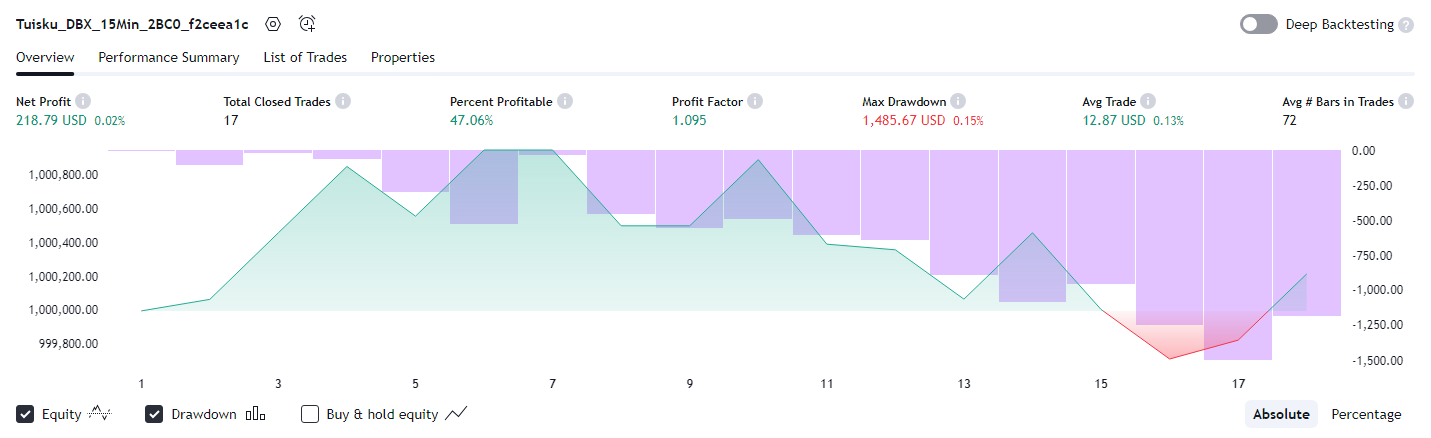 Tuisku_DBX_15Min_2BC0_f2ceea1c
Deep Backtesting ?
Overview Performance Summary List of Trades Properties
Net Profit i Total Closed Trades i Percent Profitable i Profit Factor i Max Drawdown i Avg Trade i Avg # Bars in Trades i
218.79 USD 0.02% 17 47.06% 1.095 1,485.67 USD 0.15% 12.87 USD 0.13% 72
1,000,800.00
1,000,600.00
1,000,400.00
1,000,200.00
1,000,000.00
999,800.00
0.00
-250.00
-500.00
-750.00
-1,000.00
-1,250.00
-1,500.00
1 3 5 7 9 11 13 15 17
Equity Drawdown Buy & hold equity Absolute Percentage